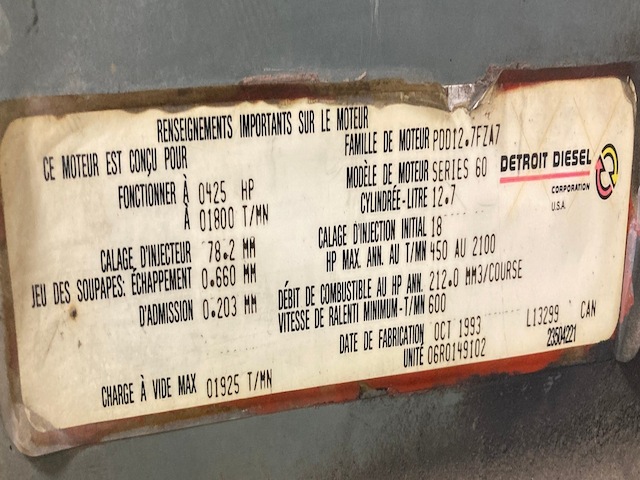 RENSEIGNEMENTS IMPORTANTS SUR LE MOTEUR
CE MOTEUR EST CONÇU POUR
FONCTIONNER À 0425 HP
À 01800 T/MN
CALAGE D'INJECTEUR 78.2 MM
JEU DES SOUPAPES: ÉCHAPPEMENT 0.660 MM
D'ADMISSION 0.203 MM
CHARGE À VIDE MAX 01925 T/MN
FAMILLE DE MOTEUR PDD12.7FZA7
MODÈLE DE MOTEUR SERIES 60
CYLINDRÉE-LITRE 12.7
CALAGE D'INJECTION INITIAL 18
HP MAX. ANN. AU T/MN 450 AU 2100
DÉBIT DE COMBUSTIBLE AU HP ANN. 212.0 MM3/COURSE
VITESSE DE RALENTI MINIMUM-T/MN 600
DATE DE FABRICATION OCT 1993
UNITÉ 06R0149102
DETROIT DIESEL
CORPORATION
U.S.A.
L13299 CAN
23504221